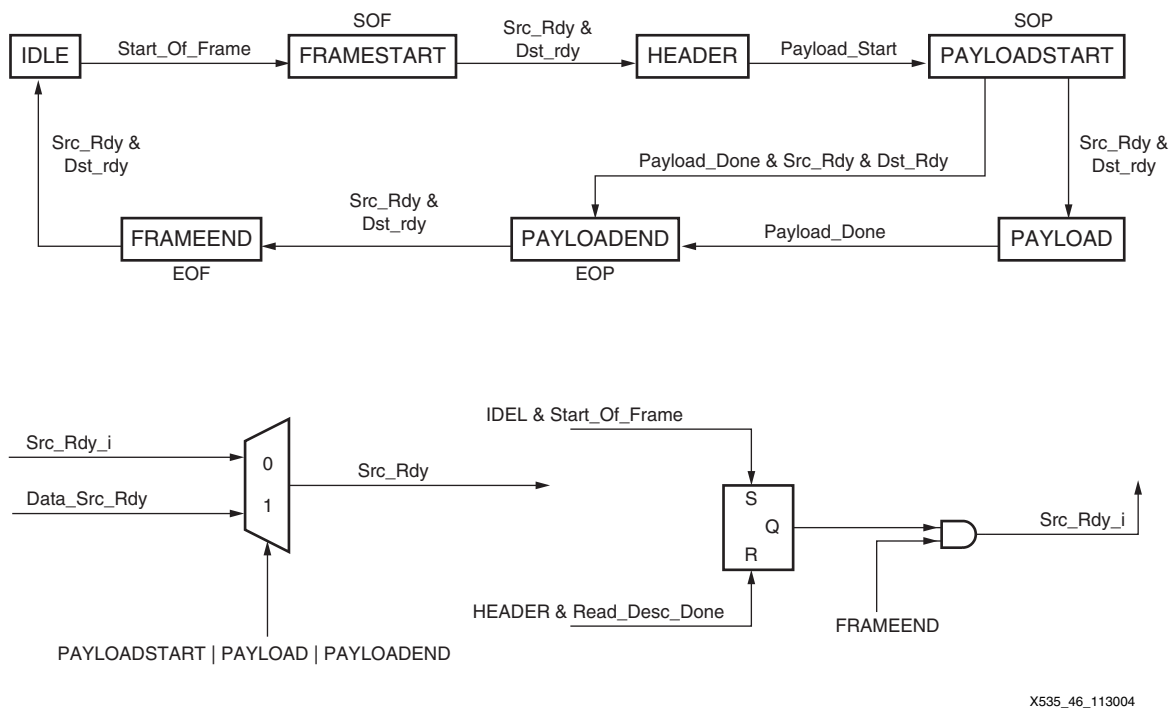 SOF
SOP
IDLE
Start_Of_Frame
FRAMESTART
Src_Rdy &
Dst_rdy
HEADER
Payload_Start
PAYLOADSTART
Src_Rdy &
Dst_rdy
Payload_Done & Src_Rdy & Dst_Rdy
Src_Rdy &
Dst_rdy
Src_Rdy &
Dst_rdy
FRAMEEND
EOF
PAYLOADEND
EOP
Payload_Done
PAYLOAD
Src_Rdy_i
Data_Src_Rdy
0
1
Src_Rdy
PAYLOADSTART | PAYLOAD | PAYLOADEND
IDEL & Start_Of_Frame
S
Q
R
HEADER & Read_Desc_Done
FRAMEEND
Src_Rdy_i
X535_46_113004